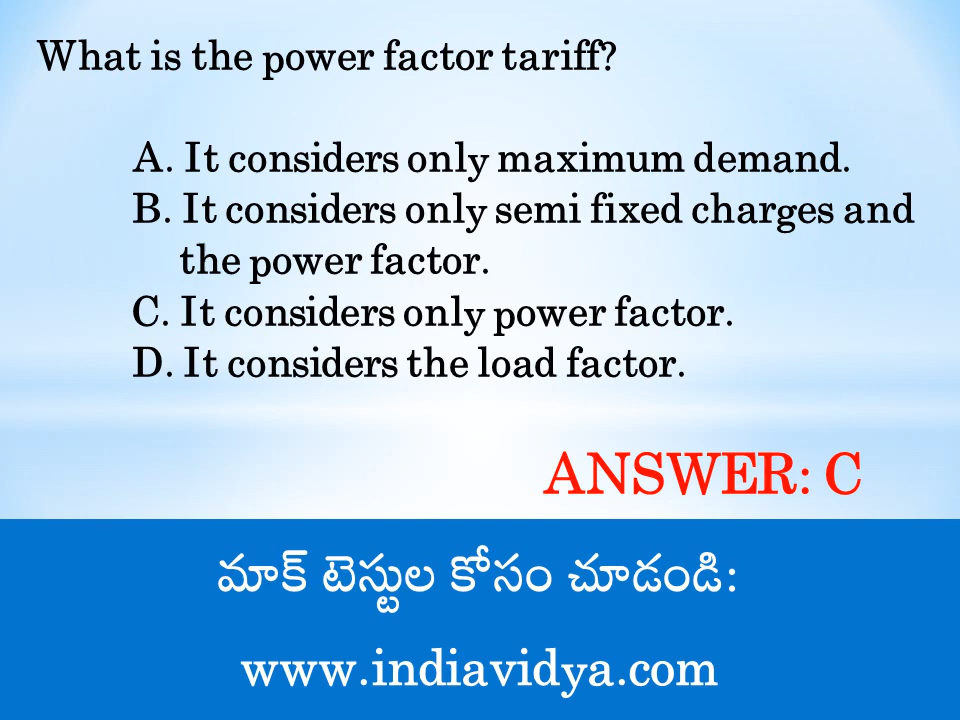 What is the power factor tariff?
A. It considers only maximum demand.
B. It considers only semi fixed charges and
the power factor.
C. It considers only power factor.
D. It considers the load factor.
ANSWER: C
మాక్ టెస్టుల కోసం చూడండి:
www.indiavidya.com